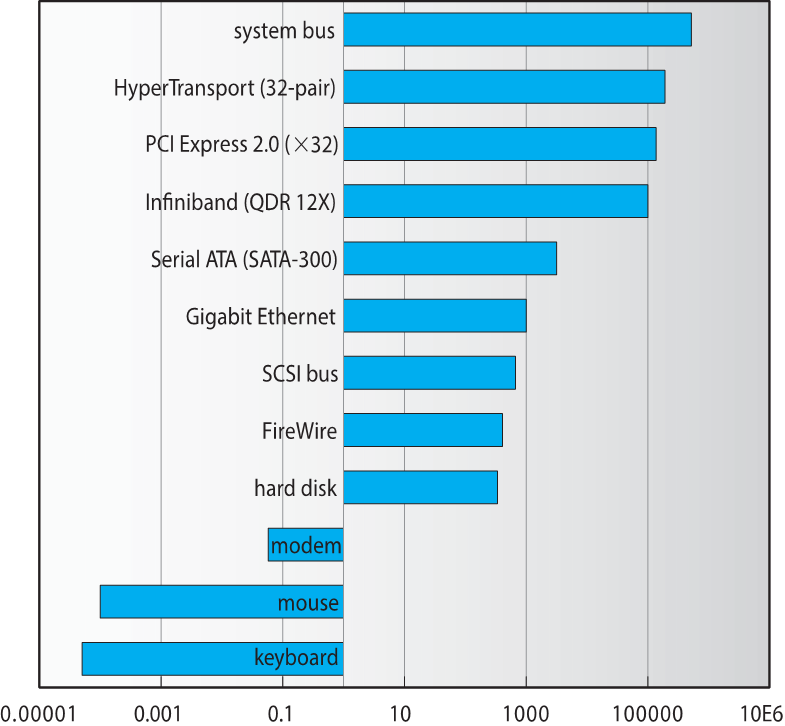 system bus
HyperTransport (32-pair)
PCI Express 2.0 (×32)
Infiniband (QDR 12X)
Serial ATA (SATA-300)
Gigabit Ethernet
SCSI bus
FireWire
hard disk
modem
mouse
keyboard
0.00001 0.001 0.1 10 1000 100000 10E6